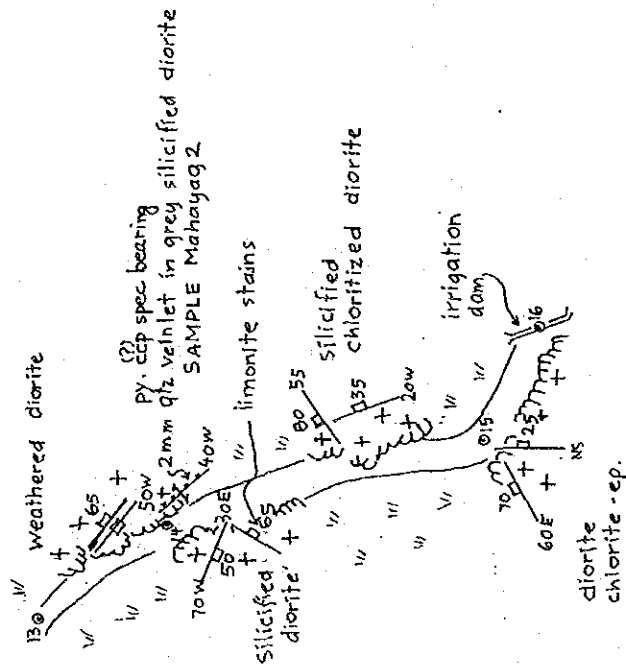 13
weathered diorite
65
50W
py. ccp spec bearing
(?)
2mm qtz veinlet in grey silicified diorite
SAMPLE Mahayag 2
14
40W
30E
70W
50
65
silicified
diorite
limonite stains
80
55
35
20W
silicified
chloritized diorite
15
irrigation
dam
16
25
NS
70
60E
diorite
chlorite-ep.